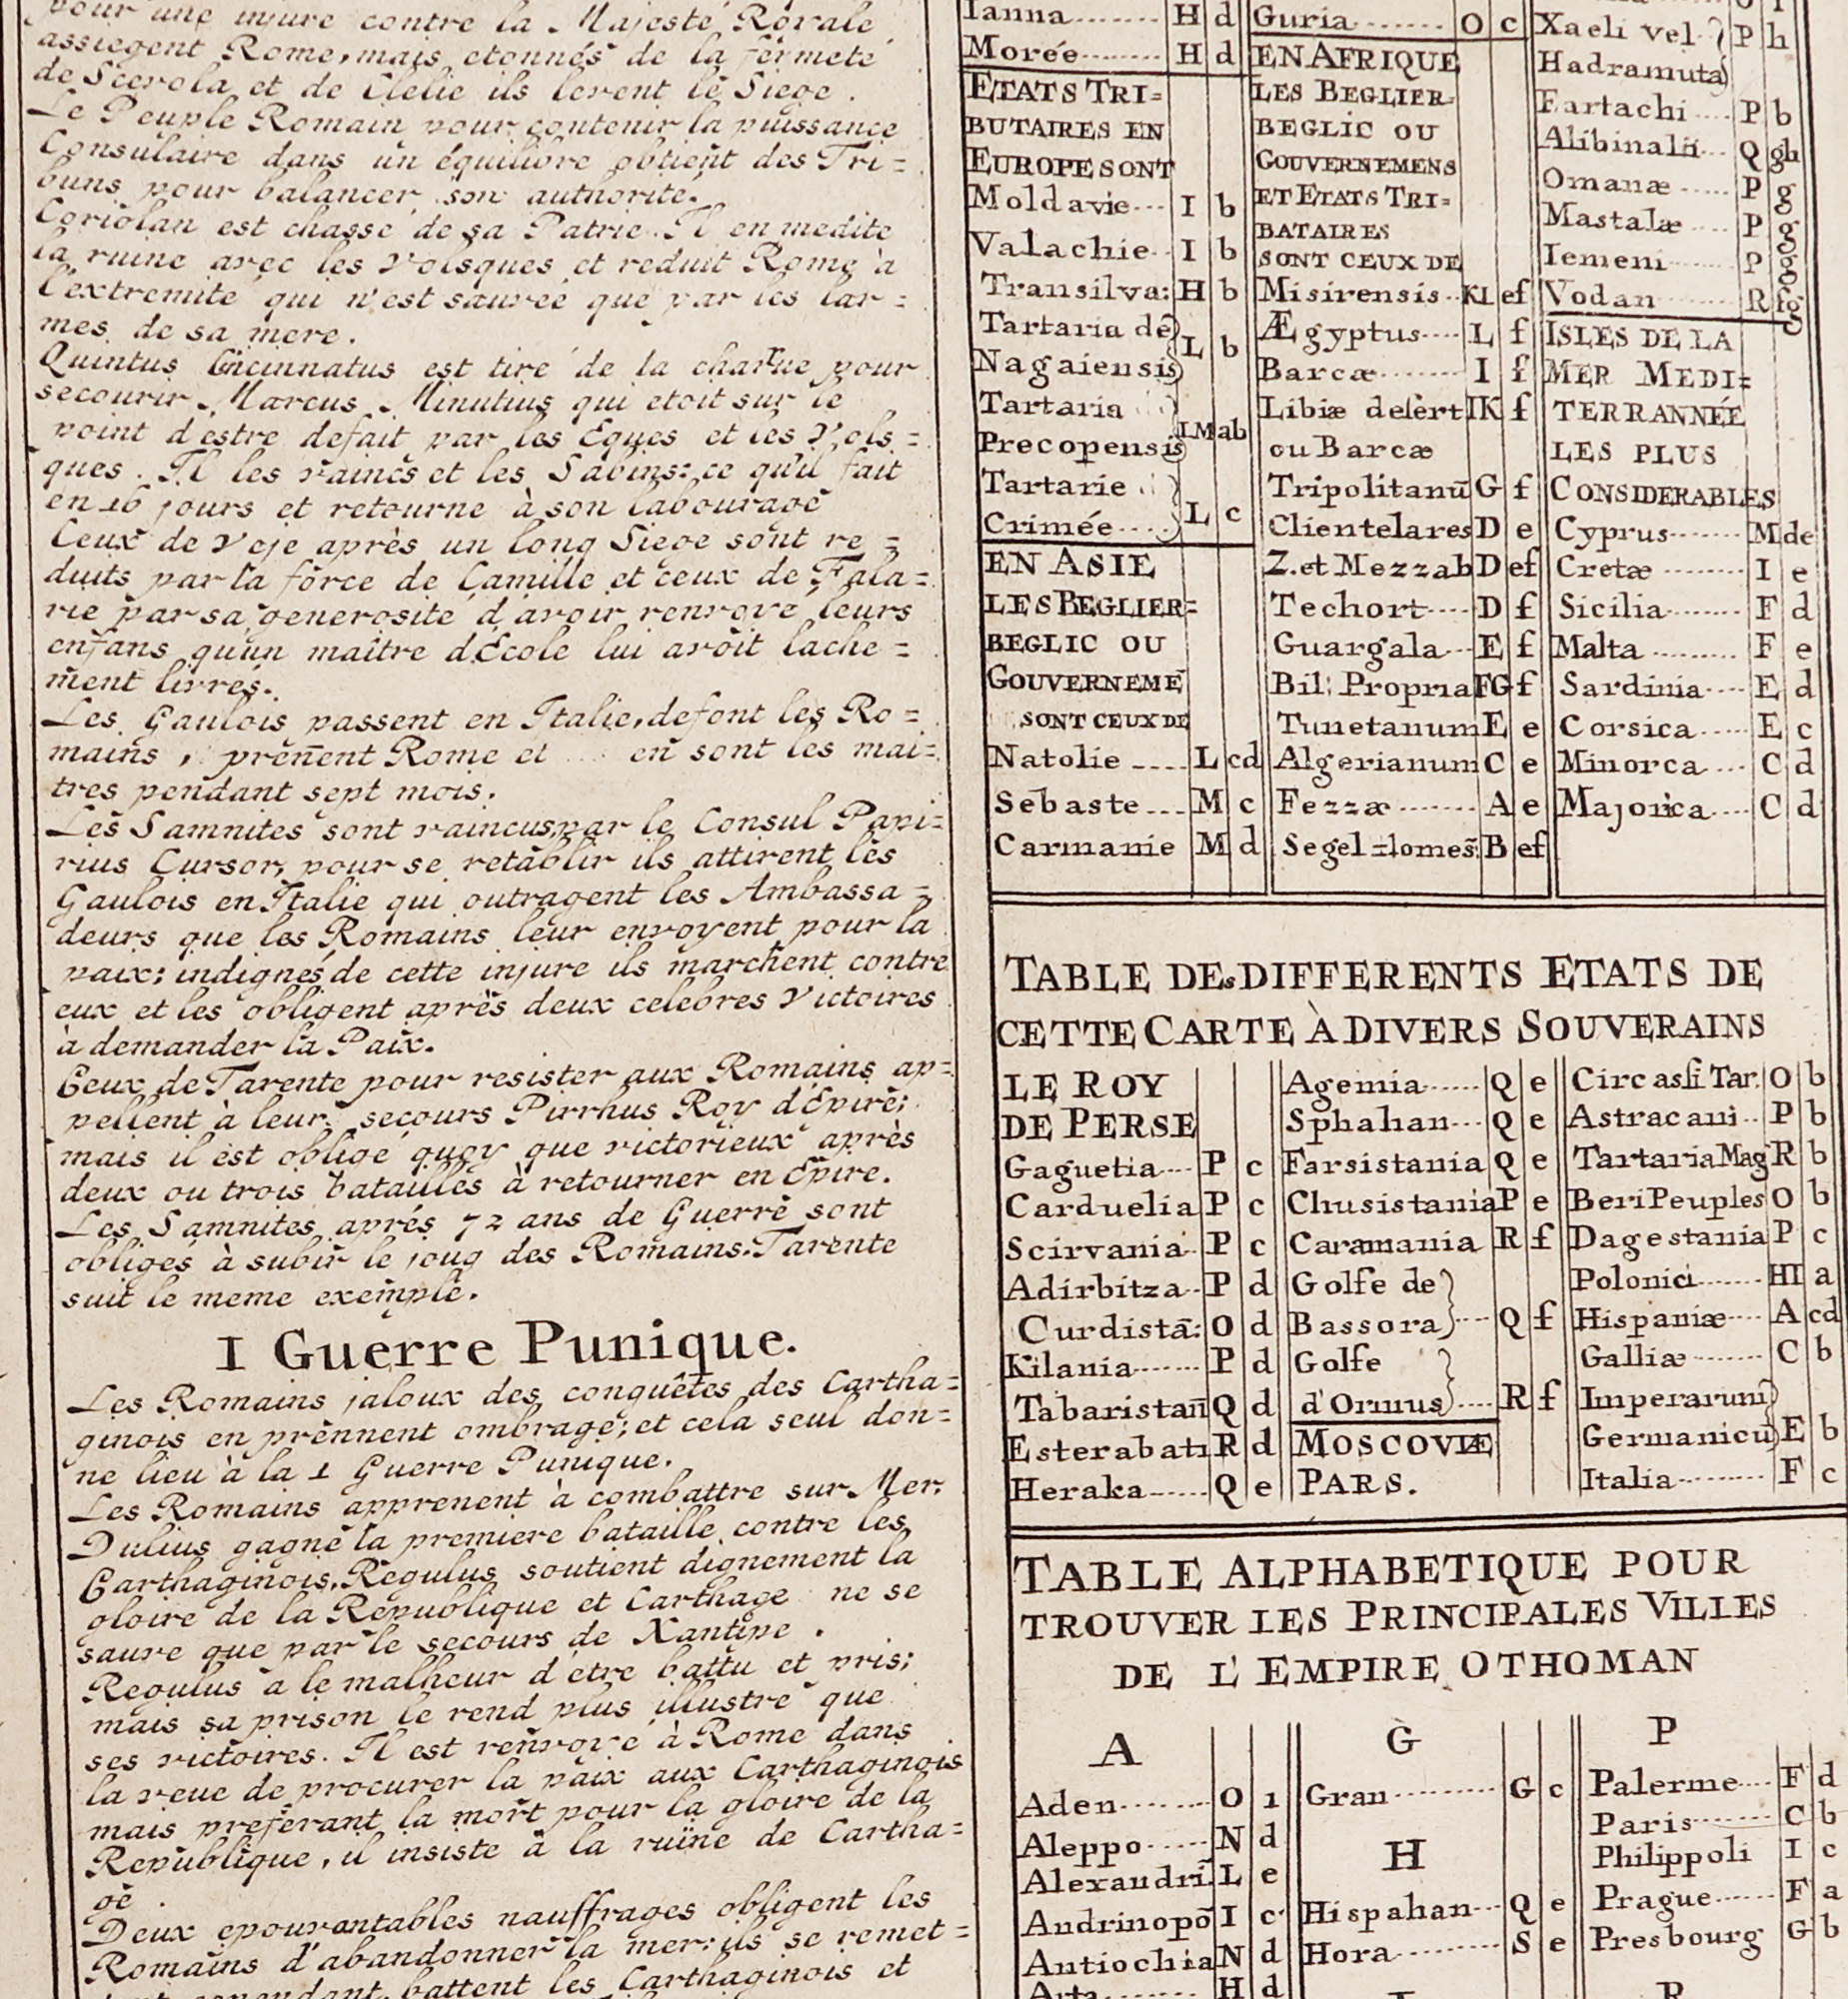 pour une injure contre la Majesté Royale
assiegent Rome, mais etonnés de la fermeté
de Scevola et de Clelie ils levent le Siege.
Le Peuple Romain pour contenir la puissance
Consulaire dans un équilibre obtient des Tri=
buns pour balancer son authorité.
Coriolan est chassé de sa Patrie. Il en medite
la ruine avec les Volsques et reduit Rome à
l'extremité qui n'est sauvée que par les lar=
mes de sa mere.
Quintus Cincinnatus est tiré de la charue pour
secourir Marcus Minutius qui etoit sur le
point d'estre defait par les Eques et les Vols=
ques. Il les vaincs et les Sabins: ce qu'il fait
en 16 jours et retourne à son labourage
Ceux de Veje après un long Siege sont re=
duits par la force de Camille et ceux de Fala=
rie par sa generosité d'avoir renvoyé leurs
enfans qu'un maître d'Ecole lui avoit lache=
ment livrés.
Les Gaulois passent en Italie, defont les Ro=
mains, prēnent Rome et en sont les mai=
tres pendant sept mois.
Les Samnites sont vaincus par le Consul Papi=
rius Cursor, pour se retablir ils attirent les
Gaulois en Italie qui outragent les Ambassa=
deurs que les Romains leur envoyent pour la
paix: indignés de cette injure ils marchent contre
eux et les obligent après deux celebres Victoires
à demander la Paix.
Ceux de Tarente pour resister aux Romains ap=
pellent à leur secours Pirrhus Roy d'Epire:
mais il est obligé quoy que victorieux après
deux ou trois batailles à retourner en Epire.
Les Samnites aprés 72 ans de Guerre sont
obligés à subir le joug des Romains: Tarente
suit le meme exemple.
I Guerre Punique.
Les Romains jaloux des conquêtes des Cartha=
ginois en prēnnent ombrage; et cela seul don=
ne lieu à la 1 Guerre Punique.
Les Romains apprenent à combattre sur Mer.
Dulius gagne la premiere bataille contre les
Carthaginois, Regulus soutient dignement la
gloire de la Republique et Carthage ne se
sauve que par le secours de Xantipe.
Regulus a le malheur d'etre battu et pris;
mais sa prison le rend plus illustre que
ses victoires. Il est renvoyé à Rome dans
la veue de procurer la paix aux Carthaginois
mais preferant la mort pour la gloire de la
Republique, il insiste à la ruïne de Cartha=
ge.
Deux epouvantables nauffrages obligent les
Romains d'abandonner la mer: ils se remet=
battent les Carthaginois et
Ianna H d
Morée H d
ETATS TRI=
BUTAIRES EN
EUROPE SONT
Moldavie I b
Valachie I b
Transilva: H b
Tartaria de
Nagaiensis L b
Tartaria
Precopensis LM ab
Tartarie
Crimée L c
EN ASIE
LES BEGLIER=
BEGLIC OU
GOUVERNEMĒ
SONT CEUX DE
Natolie L cd
Sebaste M c
Carmanie M d
Guria O c
EN AFRIQUE
LES BEGLIER=
BEGLIC OU
GOUVERNEMENS
ET ETATS TRI=
BATAIRES
SONT CEUX DE
Misirensis KL ef
Ægyptus L f
Barcæ I f
Libiæ desert IK f
ou Barcæ
Tripolitanū G f
Clientelares D e
Z. et Mezzab D ef
Techort D f
Guargala E f
Bil: Propria FG f
Tunetanum E e
Algerianum C e
Fezzæ A e
Segel=lomes: B ef
Xaeli vel
Hadramuta P h
Fartachi P b
Alibinalii Q gh
Omanæ P g
Mastalæ P g
Iemeni P g
Vodan R fg
ISLES DE LA
MER MEDI=
TERRANNÉE
LES PLUS
CONSIDERABLES
Cyprus M de
Cretæ I e
Sicilia F d
Malta F e
Sardinia E d
Corsica E c
Minorca C d
Majorica C d
TABLE DEs DIFFERENTS ETATS DE
CETTE CARTE À DIVERS SOUVERAINS
LE ROY
DE PERSE
Gaguetia P c
Carduelia P c
Scirvania P c
Adirbitza P d
Curdistā: O d
Kilania P d
Tabaristañ Q d
Esterabatı R d
Heraka Q e
Agemia Q e
Sphahan Q e
Farsistania Q e
Chusistania P e
Caramania R f
Golfe de
Bassora Q f
Golfe
d'Ormus R f
MOSCOVIÆ
PARS.
Circassi Tar. O b
Astracani P b
Tartaria Mag R b
Beri Peuples O b
Dagestania P c
Polonici HI a
Hispaniæ A cd
Galliæ C b
Imperaruni
Germanicū E b
Italia F c
TABLE ALPHABETIQUE POUR
TROUVER LES PRINCIPALES VILLES
DE L'EMPIRE OTHOMAN
A
Aden O 1
Aleppo N d
Alexandrī L e
Andrinopō I c
Antiochia N d
Arta H d
G
Gran G c
H
Hispahan Q e
Hora S e
I
P
Palerme F d
Paris C b
Philippoli I c
Prague F a
Presbourg G b
R